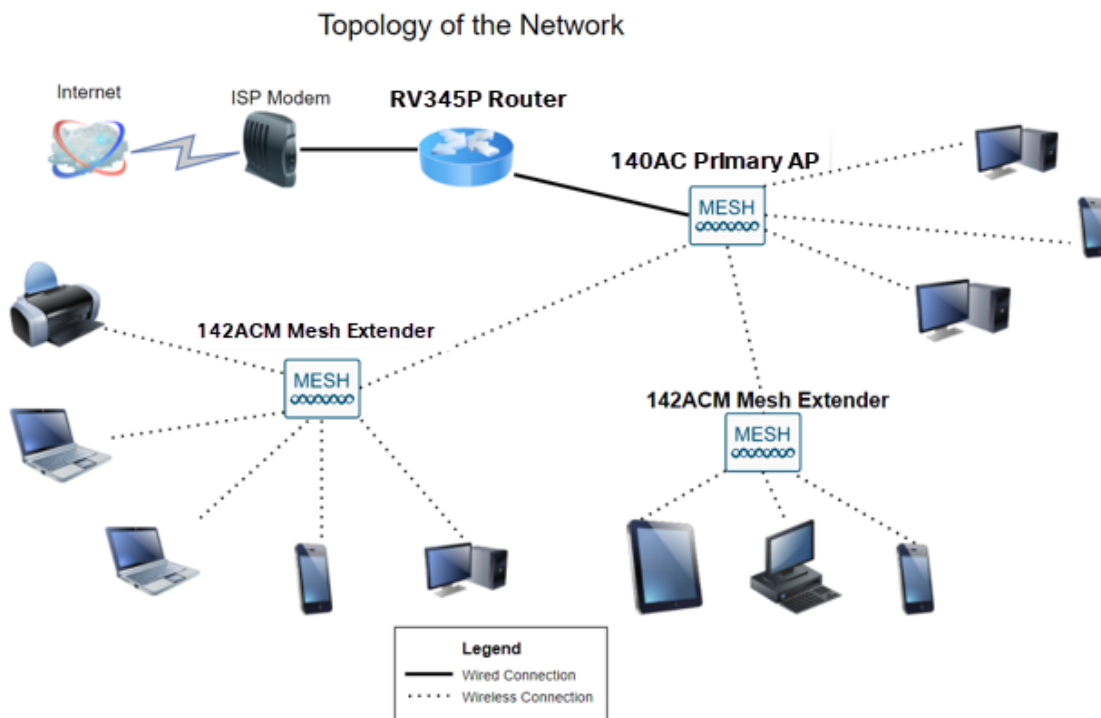 Topology of the Network
Internet
ISP Modem
RV345P Router
140AC PrImary AP
MESH
142ACM Mesh Extender
MESH
142ACM Mesh Extender
MESH
Legend
Wired Connection
Wireless Connection